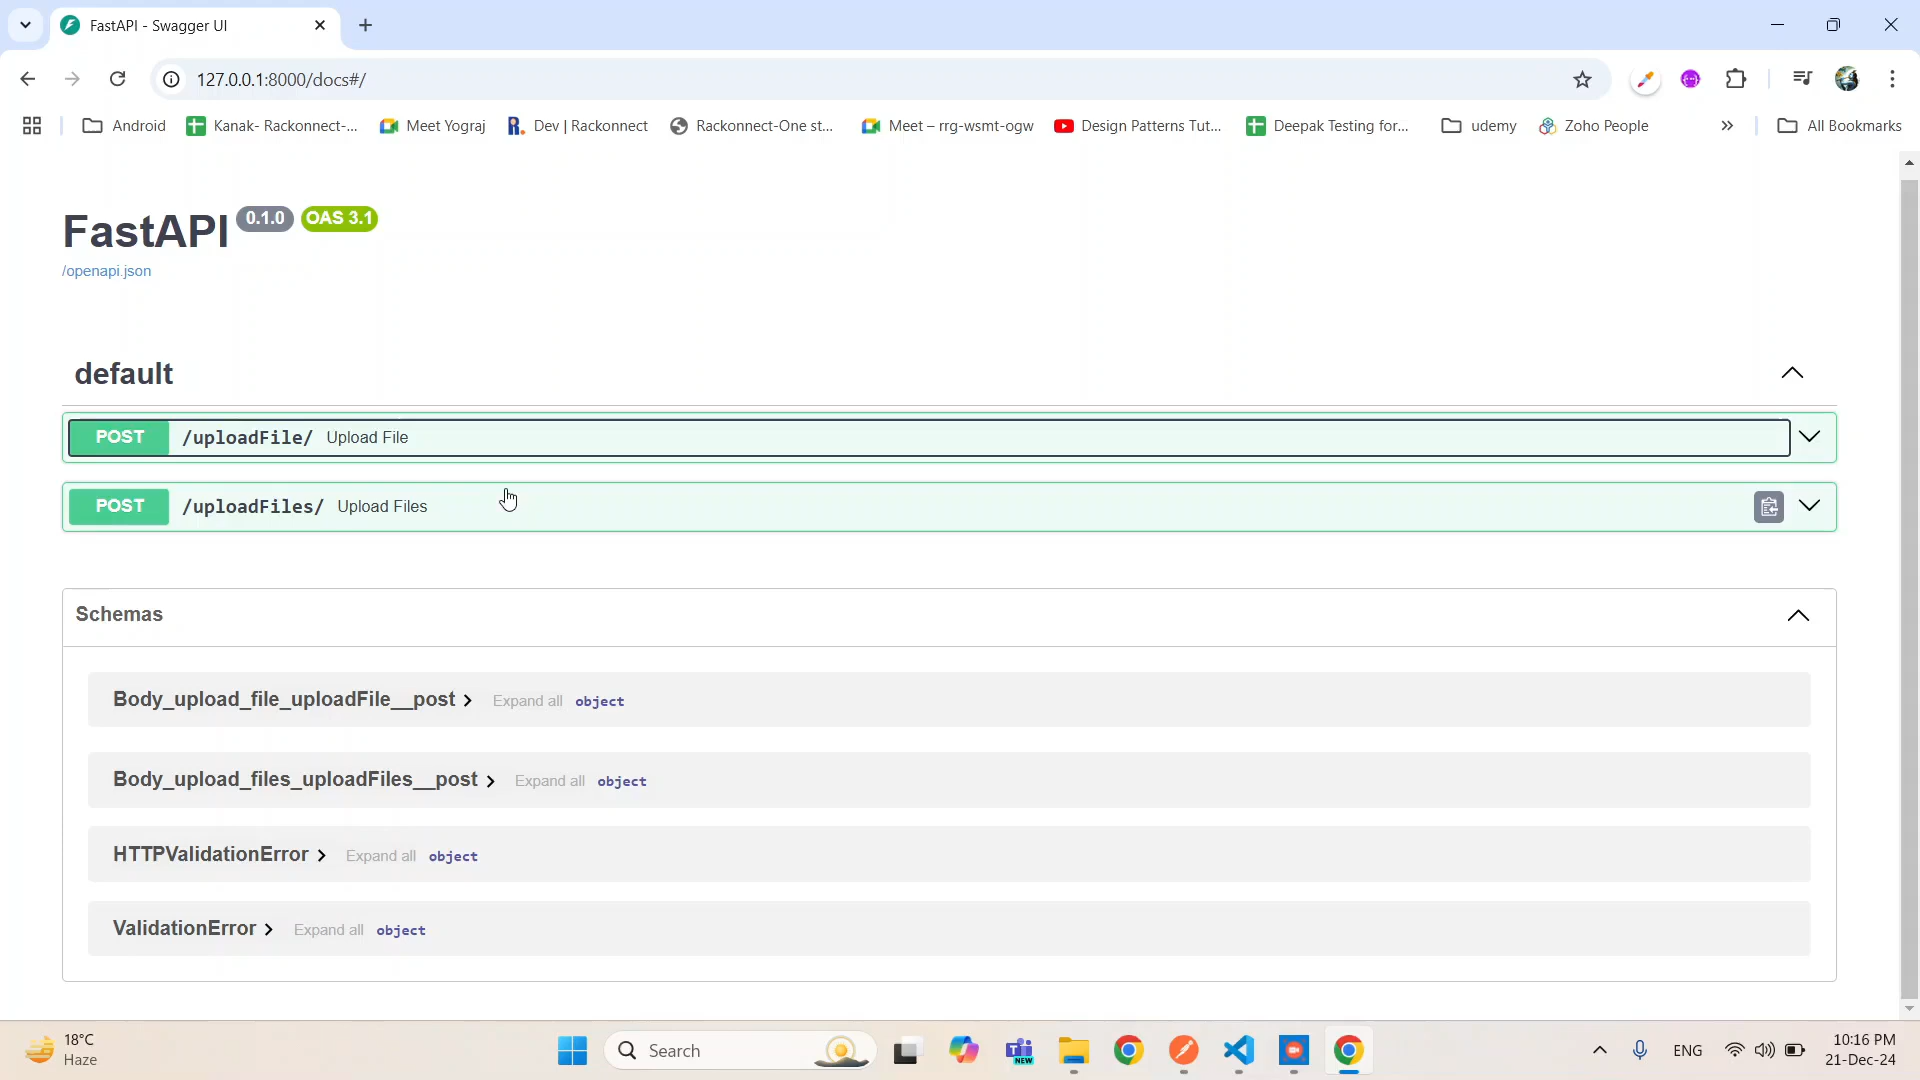 FastAPI - Swagger UI
127.0.0.1:8000/docs#/
Android
Kanak- Rackonnect-...
Meet Yograj
Dev | Rackonnect
Rackonnect-One st...
Meet – rrg-wsmt-ogw
Design Patterns Tut...
Deepak Testing for...
udemy
Zoho People
All Bookmarks
FastAPI 0.1.0 OAS 3.1
/openapi.json
default
POST /uploadFile/ Upload File
POST /uploadFiles/ Upload Files
Schemas
Body_upload_file_uploadFile__post Expand all object
Body_upload_files_uploadFiles__post Expand all object
HTTPValidationError Expand all object
ValidationError Expand all object
18°C
Haze
Search
NEW
ENG
10:16 PM
21-Dec-24